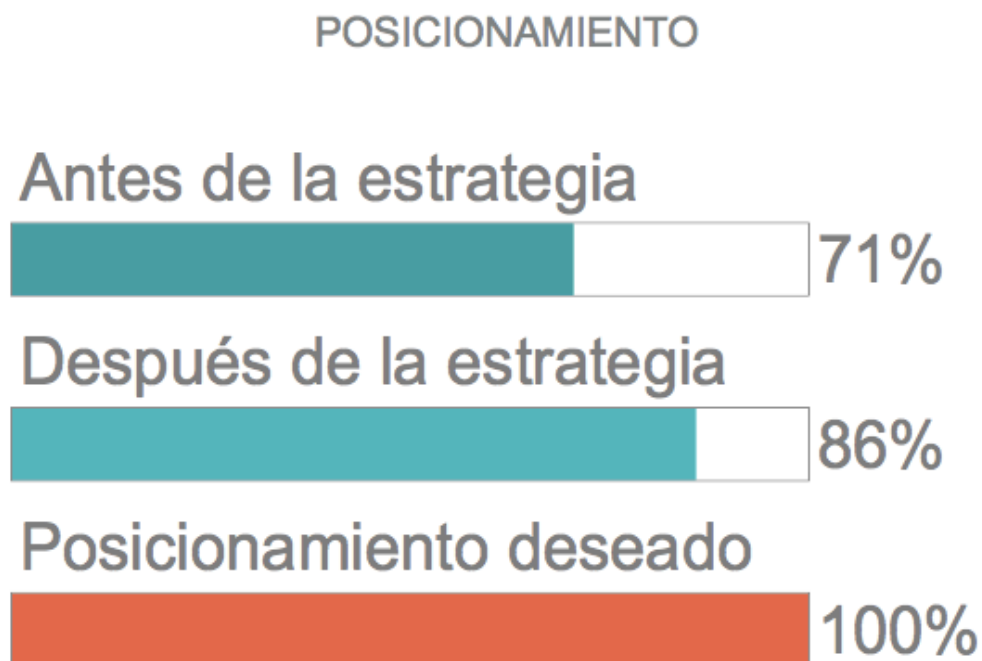 POSICIONAMIENTO
Antes de la estrategia
71%
Después de la estrategia
86%
Posicionamiento deseado
100%